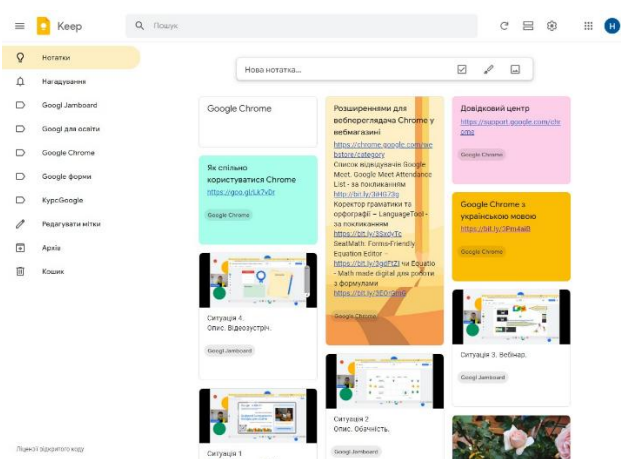 Keep
Пошук
H
Нотатки
Нагадування
Googl Jamboard
Googl для освіти
Google Chrome
Google форми
КурсGoogle
Редагувати мітки
Архів
Кошик
Ліцензії відкритого коду
Нова нотатка...
Google Chrome
Як спільно
користуватися Chrome
https://goo.gl/Lk7vDr
Google Chrome
Ситуація 4.
Опис. Відеозустріч.
Googl Jamboard
Ситуація 1
Розширеннями для
вебпереглядача Chrome у
вебмагазині
https://chrome.google.com/we
bstore/category
Список відвідувачів Google
Meet. Google Meet Attendance
List - за покликанням
Коректор граматики та
орфографії – LanguageTool -
за покликанням
SeatMath: Forms-Friendly
Equation Editor –
чи Equatio
- Math made digital для роботи
з формулами
Google Chrome
Ситуація 2
Опис. Обачність.
Googl Jamboard
Довідковий центр
https://support.google.com/chr
ome
Google Chrome
Google Chrome з
українською мовою
Google Chrome
Ситуація 3. Вебінар.
Googl Jamboard